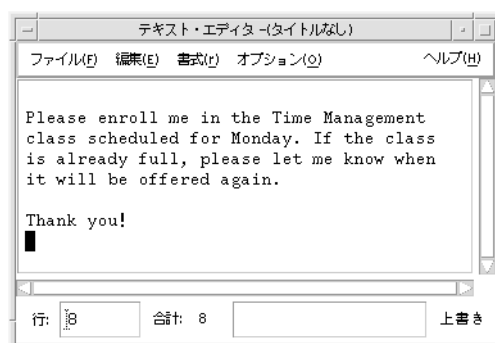 テキスト・エディタ -(タイトルなし)
ファイル(F) 編集(E) 書式(r) オプション(O) ヘルプ(H)
Please enroll me in the Time Management
class scheduled for Monday. If the class
is already full, please let me know when
it will be offered again.
Thank you!
行: 8 合計: 8 上書き